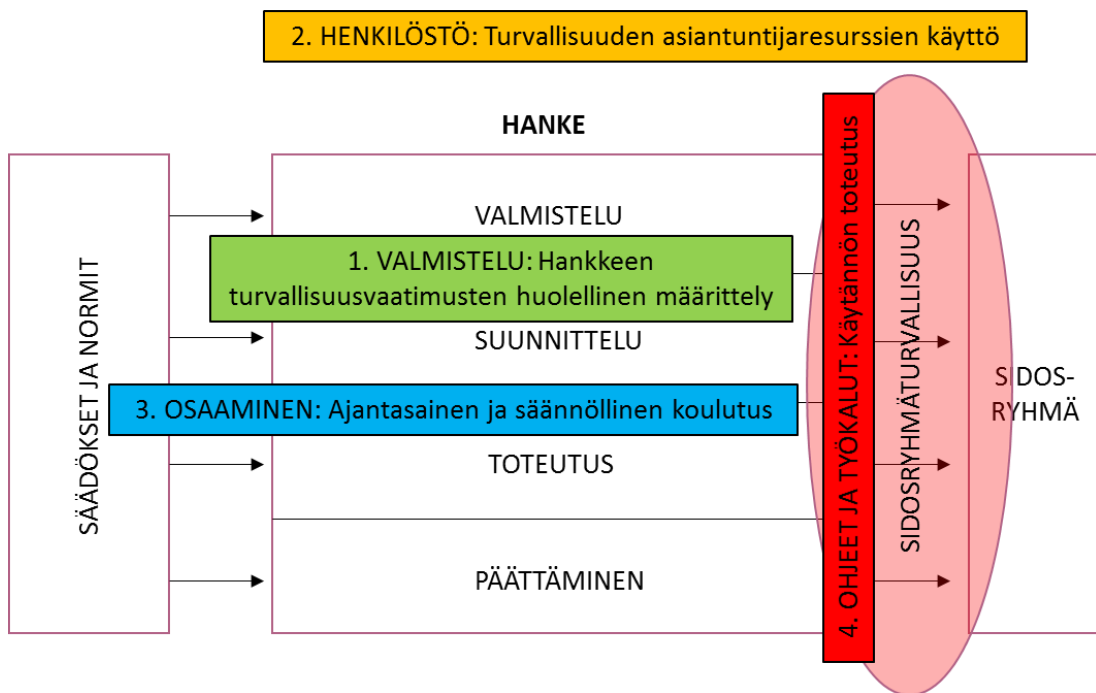 2. HENKILÖSTÖ: Turvallisuuden asiantuntijaresurssien käyttö
HANKE
SÄÄDÖKSET JA NORMIT
VALMISTELU
1. VALMISTELU: Hankkeen
turvallisuusvaatimusten huolellinen määrittely
SUUNNITTELU
3. OSAAMINEN: Ajantasainen ja säännöllinen koulutus
TOTEUTUS
PÄÄTTÄMINEN
4. OHJEET JA TYÖKALUT: Käytännön toteutus
SIDOSRYHMÄTURVALLISUUS
SIDOS-
RYHMÄ